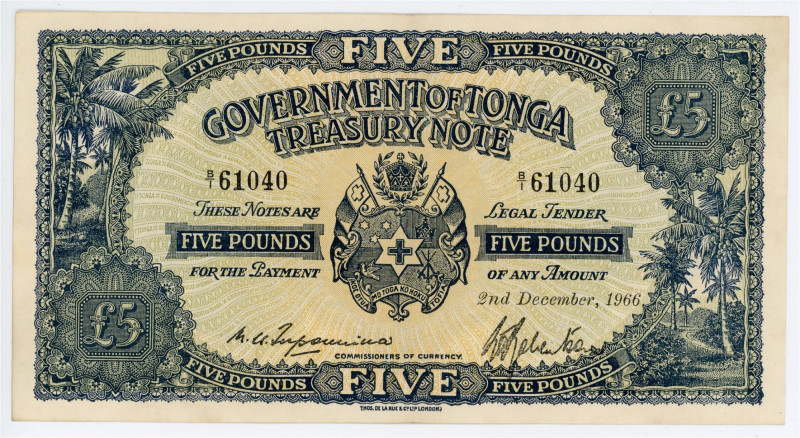 FIVE POUNDS FIVE FIVE POUNDS
GOVERNMENT OF TONGA
TREASURY NOTE
£5
B/1 61040 B/1 61040
THESE NOTES ARE LEGAL TENDER
FIVE POUNDS FIVE POUNDS
FOR THE PAYMENT OF ANY AMOUNT
2nd December, 1966.
£5
COMMISSIONERS OF CURRENCY.
FIVE POUNDS FIVE FIVE POUNDS
THOS. DE LA RUE & CO. LTD. LONDON.